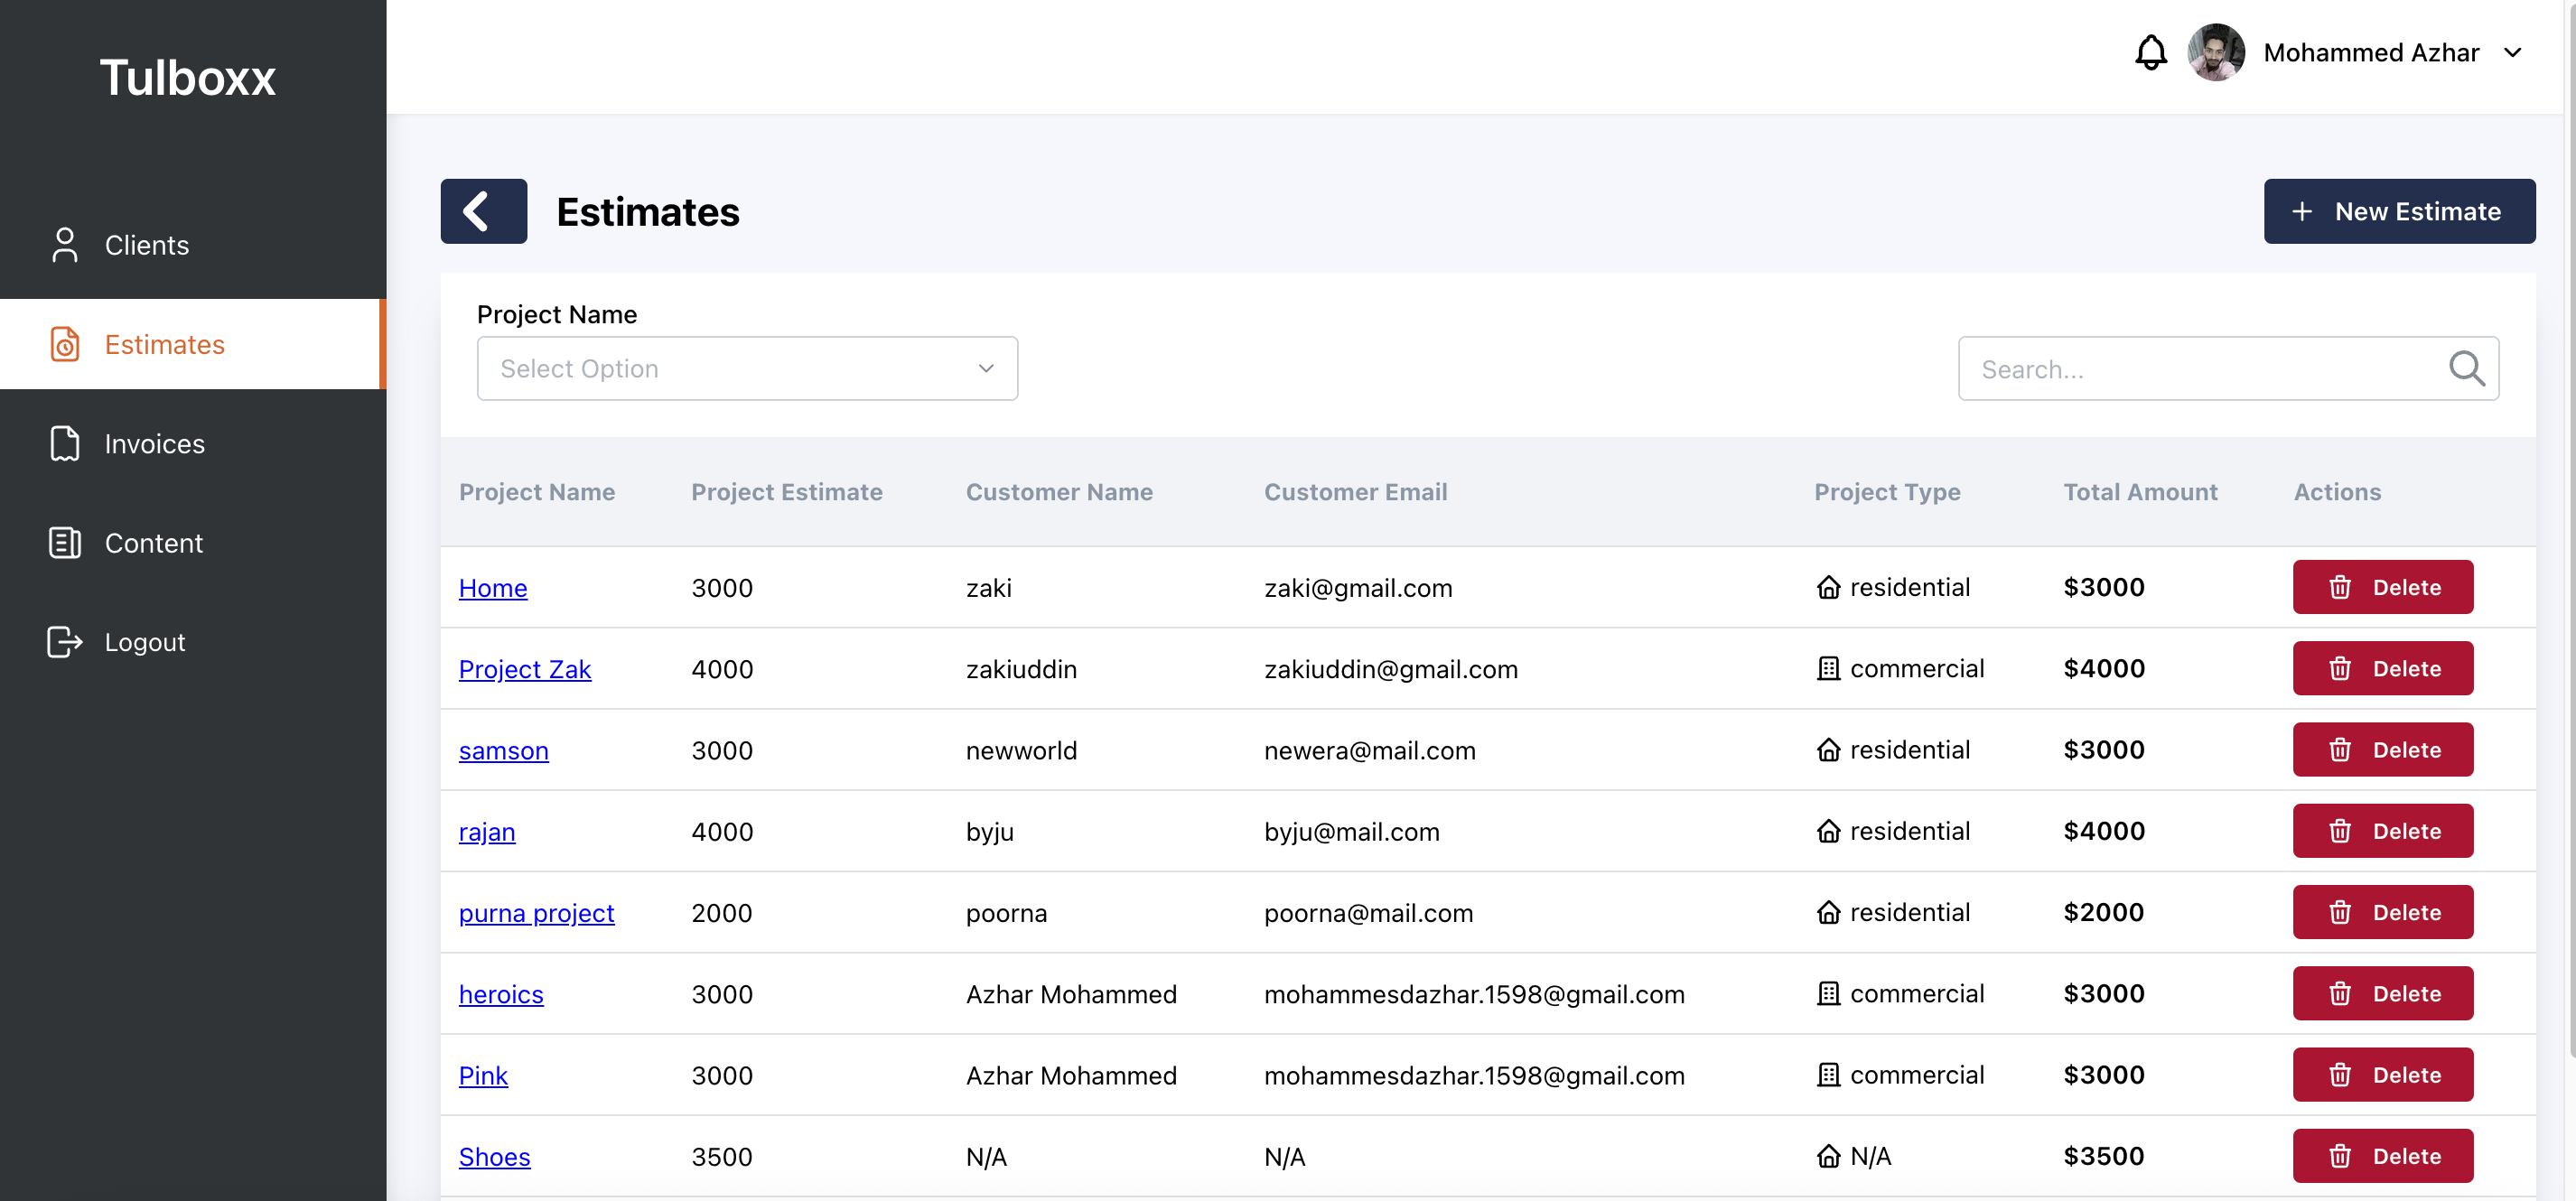 Tulboxx
Mohammed Azhar
Clients
Estimates
Invoices
Content
Logout
Estimates
+ New Estimate
Project Name
Select Option
Search...
Project Name Project Estimate Customer Name Customer Email Project Type Total Amount Actions
Home 3000 zaki zaki@gmail.com residential $3000 Delete
Project Zak 4000 zakiuddin zakiuddin@gmail.com commercial $4000 Delete
samson 3000 newworld newera@mail.com residential $3000 Delete
rajan 4000 byju byju@mail.com residential $4000 Delete
purna project 2000 poorna poorna@mail.com residential $2000 Delete
heroics 3000 Azhar Mohammed mohammesdazhar.1598@gmail.com commercial $3000 Delete
Pink 3000 Azhar Mohammed mohammesdazhar.1598@gmail.com commercial $3000 Delete
Shoes 3500 N/A N/A N/A $3500 Delete